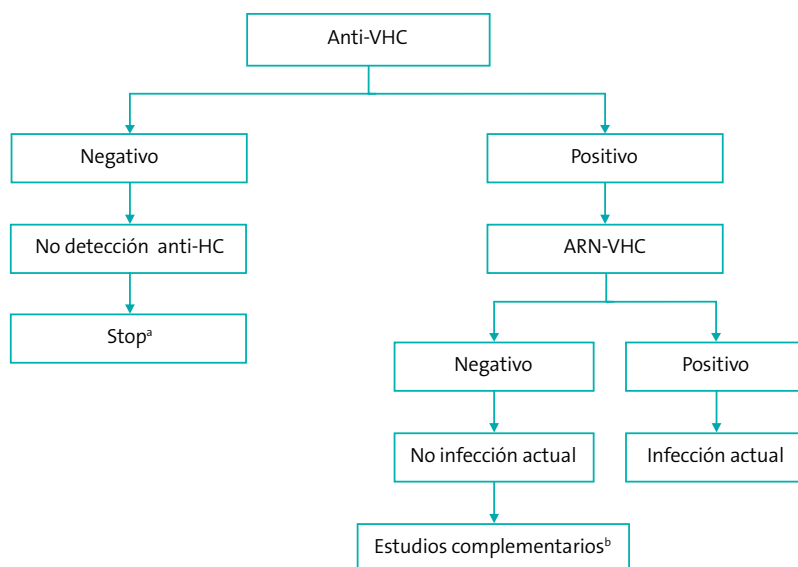 Anti-VHC
Negativo
Positivo
No detección anti-HC
ARN-VHC
Stopᵃ
Negativo
Positivo
No infección actual
Infección actual
Estudios complementariosᵇ